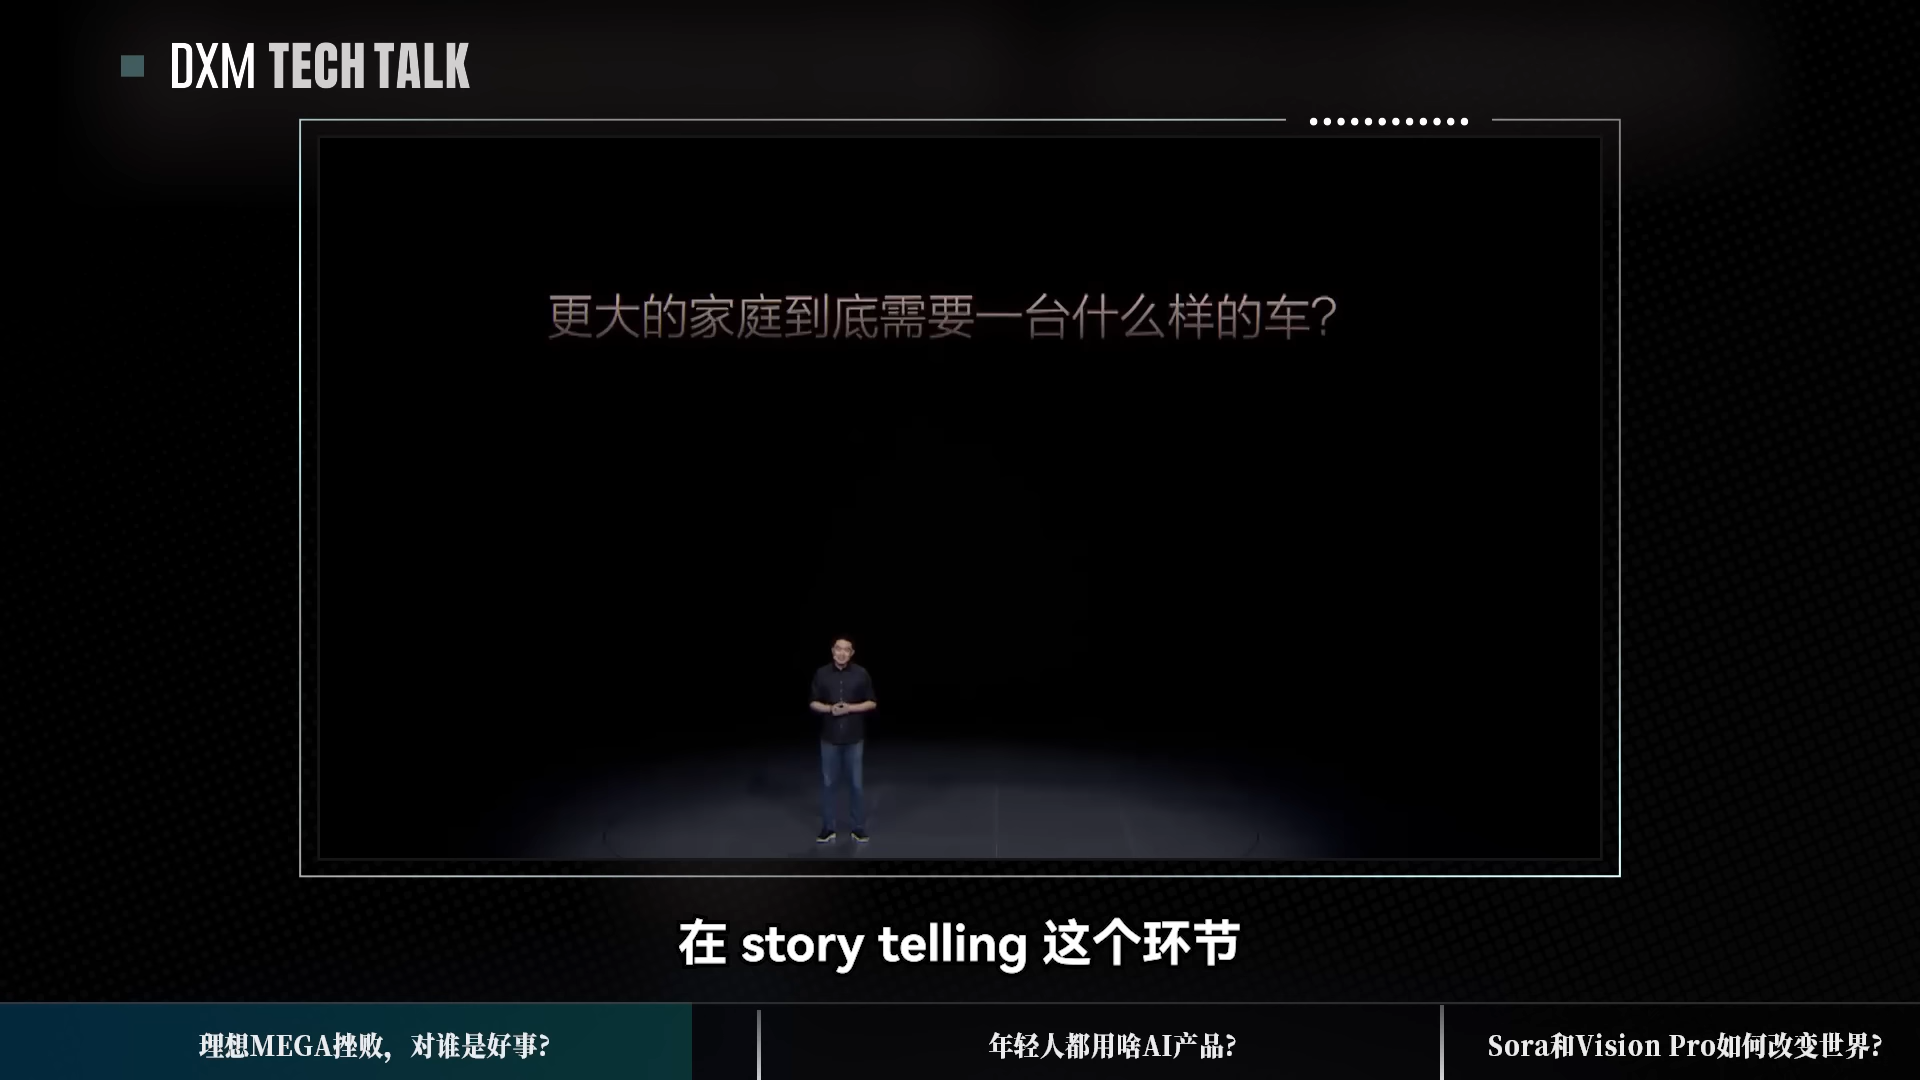 DXM TECH TALK
更大的家庭到底需要一台什么样的车?
在 story telling 这个环节
理想MEGA挫败，对谁是好事?
年轻人都用啥AI产品?
Sora和Vision Pro如何改变世界?